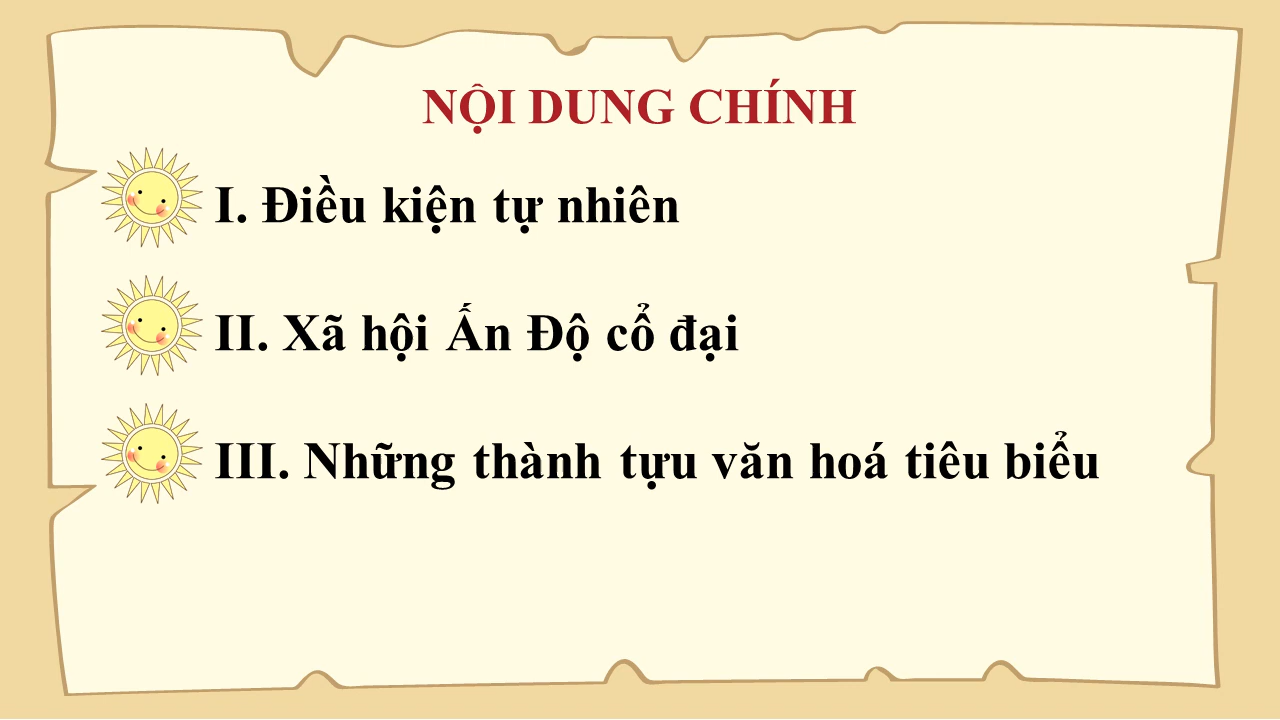 NỘI DUNG CHÍNH
I. Điều kiện tự nhiên
II. Xã hội Ấn Độ cổ đại
III. Những thành tựu văn hoá tiêu biểu